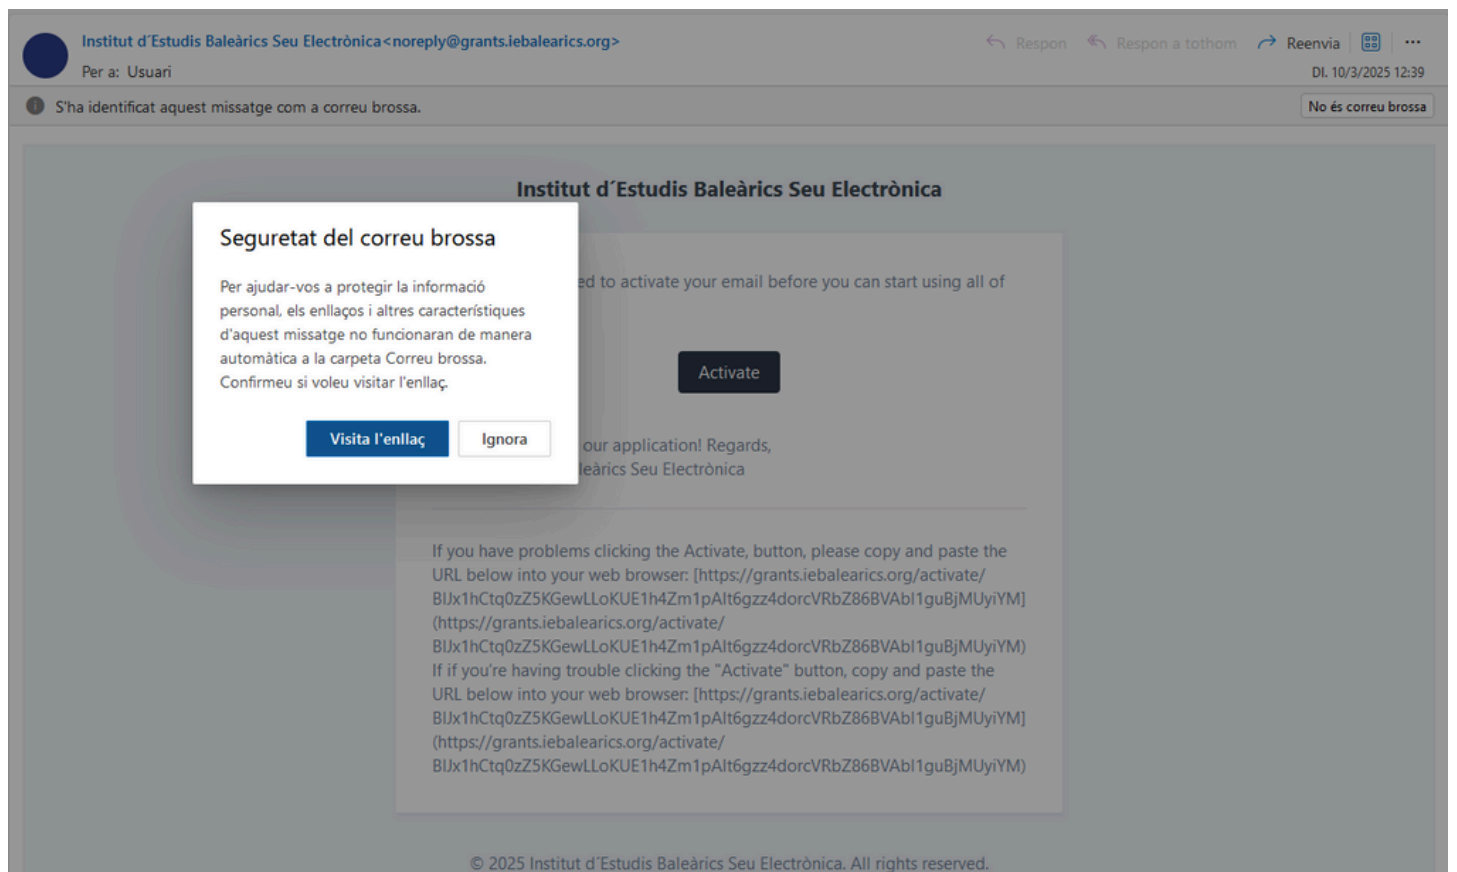 Institut d´Estudis Baleàrics Seu Electrònica<noreply@grants.iebalearics.org>
Respon
Respon a tothom
Reenvia
Per a: Usuari
Dl. 10/3/2025 12:39
S'ha identificat aquest missatge com a correu brossa.
No és correu brossa
Institut d´Estudis Baleàrics Seu Electrònica
Seguretat del correu brossa
Per ajudar-vos a protegir la informació
personal, els enllaços i altres característiques
d'aquest missatge no funcionaran de manera
automàtica a la carpeta Correu brossa.
Confirmeu si voleu visitar l'enllaç.
Visita l'enllaç
Ignora
ed to activate your email before you can start using all of
Activate
our application! Regards,
leàrics Seu Electrònica
If you have problems clicking the Activate, button, please copy and paste the
URL below into your web browser: [https://grants.iebalearics.org/activate/
BlJx1hCtq0zZ5KGewLLoKUE1h4Zm1pAlt6gzz4dorcVRbZ86BVAbI1guBjMUyiYM]
(https://grants.iebalearics.org/activate/
BlJx1hCtq0zZ5KGewLLoKUE1h4Zm1pAlt6gzz4dorcVRbZ86BVAbI1guBjMUyiYM)
If if you're having trouble clicking the "Activate" button, copy and paste the
URL below into your web browser: [https://grants.iebalearics.org/activate/
BlJx1hCtq0zZ5KGewLLoKUE1h4Zm1pAlt6gzz4dorcVRbZ86BVAbI1guBjMUyiYM]
(https://grants.iebalearics.org/activate/
BlJx1hCtq0zZ5KGewLLoKUE1h4Zm1pAlt6gzz4dorcVRbZ86BVAbI1guBjMUyiYM)
© 2025 Institut d´Estudis Baleàrics Seu Electrònica. All rights reserved.